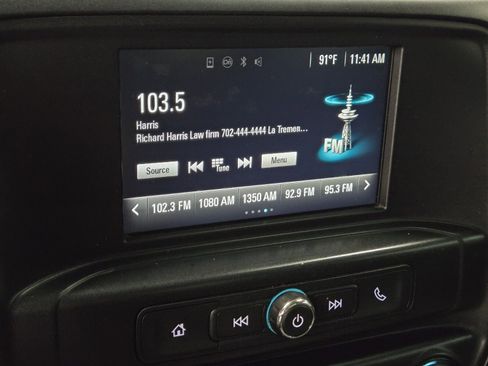 91°F 11:41 AM
103.5
Harris
Richard Harris Law firm 702-444-4444 La Tremen...
FM
Source Tune Menu
102.3 FM 1080 AM 1350 AM 92.9 FM 95.3 FM